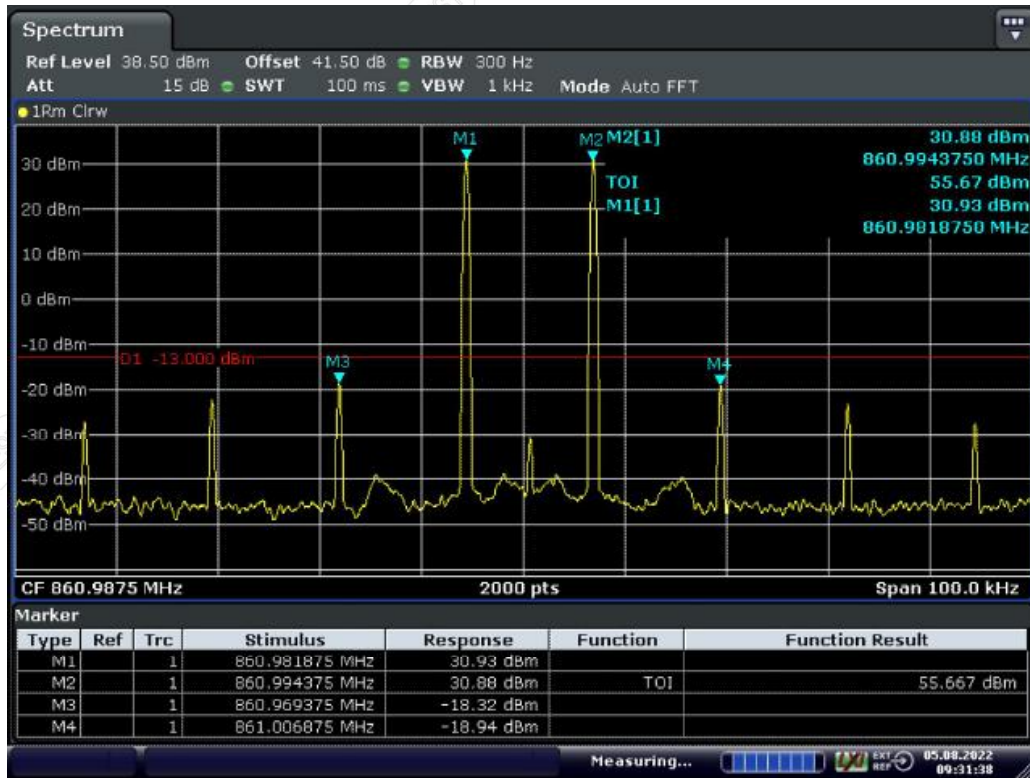 Spectrum
Ref Level 38.50 dBm Offset 41.50 dB RBW 300 Hz
Att 15 dB SWT 100 ms VBW 1 kHz Mode Auto FFT
1Rm Clrw
M1 M2 M2[1] 30.88 dBm
860.9943750 MHz
30 dBm
TOI 55.67 dBm
20 dBm M1[1] 30.93 dBm
860.9818750 MHz
10 dBm
0 dBm
-10 dBm
D1 -13.000 dBm M3 M4
-20 dBm
-30 dBm
-40 dBm
-50 dBm
CF 860.9875 MHz 2000 pts Span 100.0 kHz
Marker
Type Ref Trc Stimulus Response Function Function Result
M1 1 860.981875 MHz 30.93 dBm
M2 1 860.994375 MHz 30.88 dBm TOI 55.667 dBm
M3 1 860.969375 MHz -18.32 dBm
M4 1 861.006875 MHz -18.94 dBm
Measuring... LXI EXT REF 05.08.2022 09:31:38